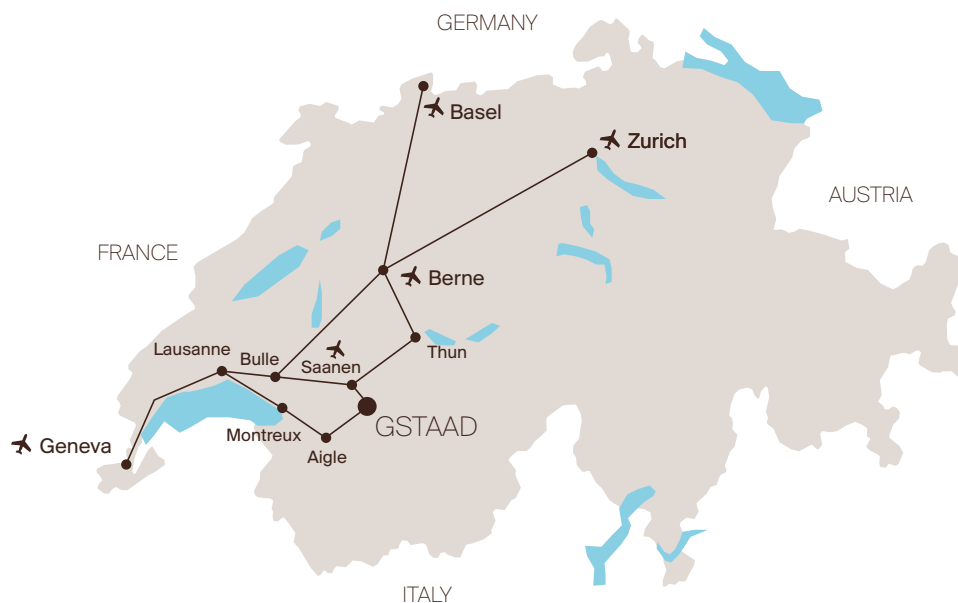 GERMANY
Basel
Zurich
AUSTRIA
FRANCE
Berne
Lausanne
Bulle
Saanen
Thun
GSTAAD
Montreux
Geneva
Aigle
ITALY